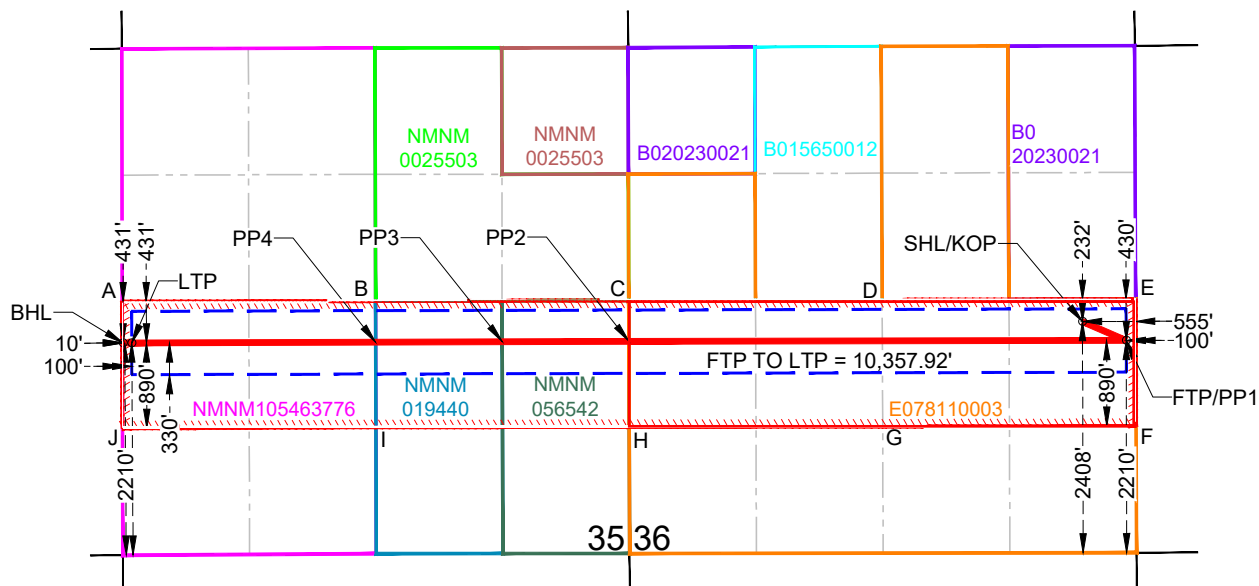 NMNM
0025503
NMNM
0025503
B020230021
B015650012
B0
20230021
431'
431'
PP4
PP3
PP2
SHL/KOP
232'
430'
A
LTP
B
C
D
E
BHL
10'
100'
555'
100'
FTP TO LTP = 10,357.92'
890'
330'
890'
FTP/PP1
NMNM105463776
NMNM
019440
NMNM
056542
E078110003
J
I
H
G
F
2210'
2408'
2210'
35
36